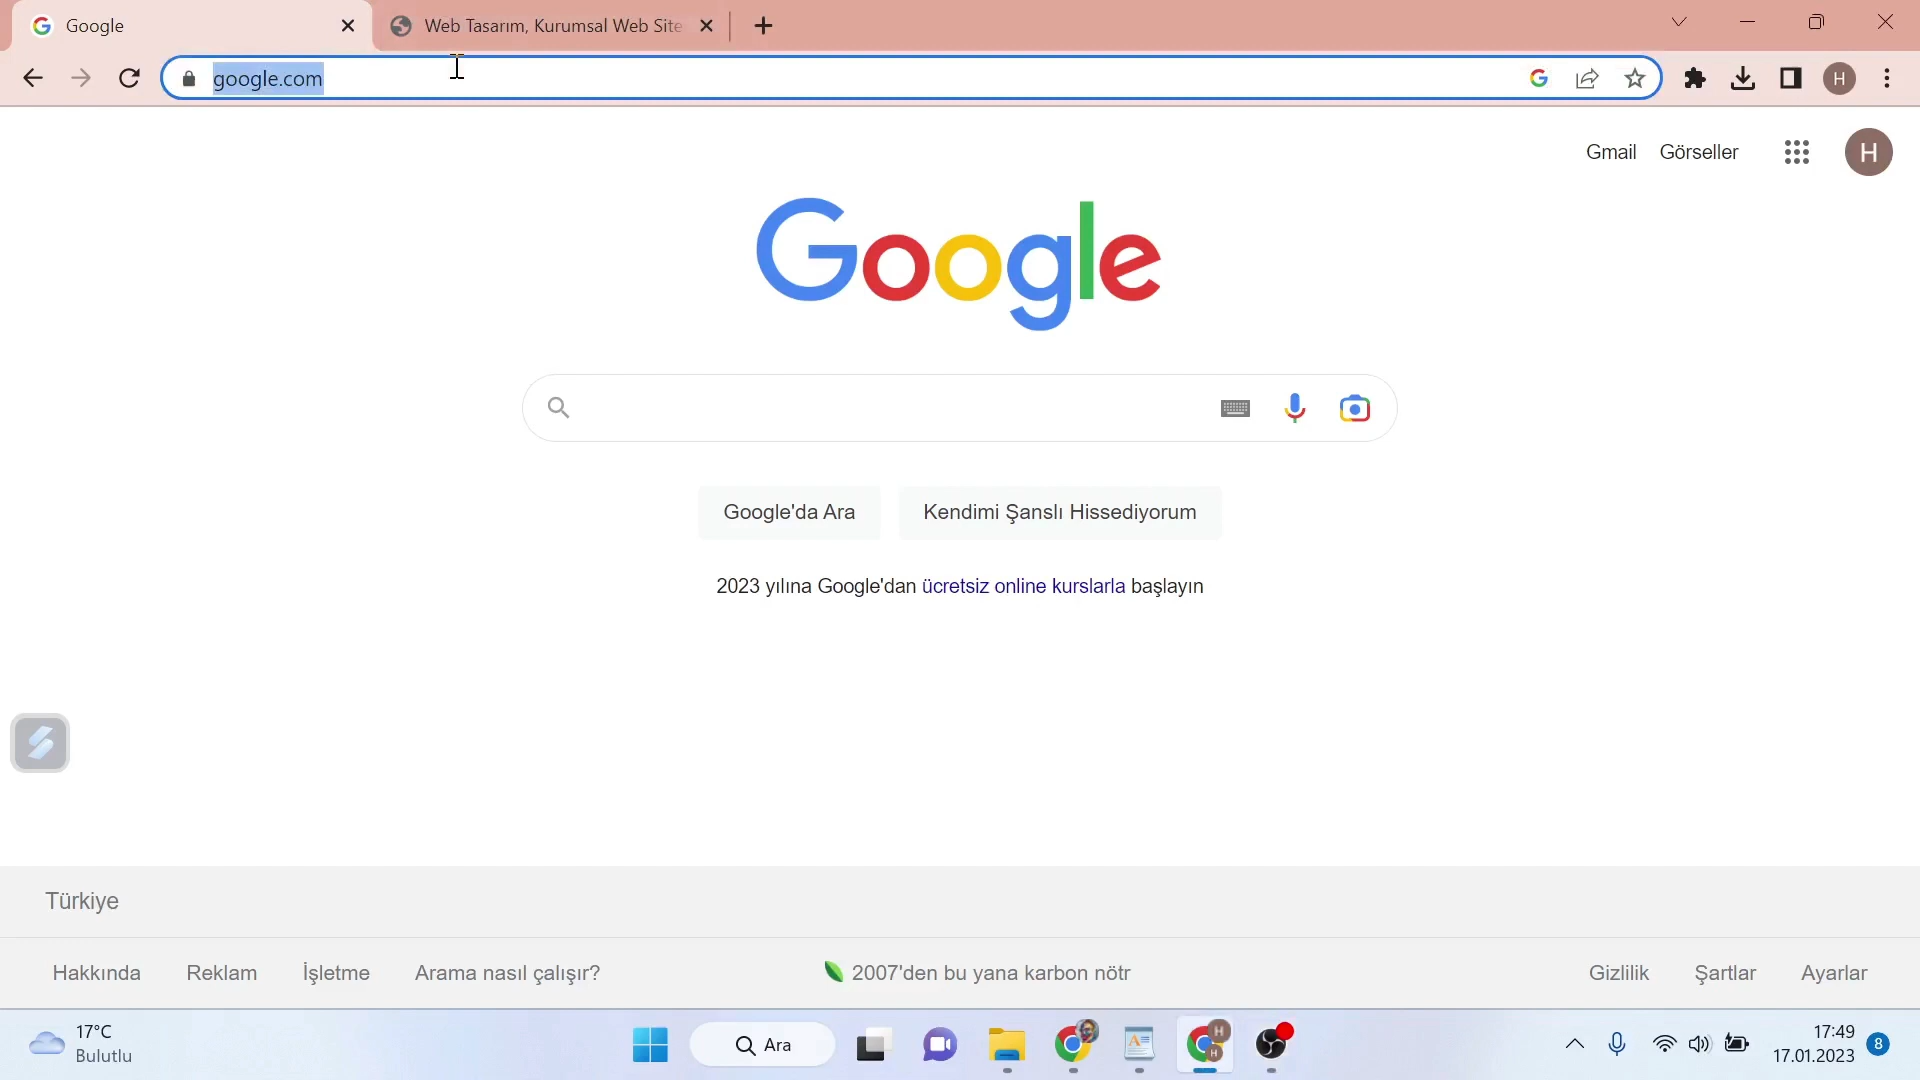 Google
Web Tasarım, Kurumsal Web Site
google.com
H
Gmail
Görseller
H
Google
Google'da Ara
Kendimi Şanslı Hissediyorum
2023 yılına Google'dan ücretsiz online kurslarla başlayın
Türkiye
Hakkında
Reklam
İşletme
Arama nasıl çalışır?
2007'den bu yana karbon nötr
Gizlilik
Şartlar
Ayarlar
17°C
Bulutlu
Ara
H
H
17:49
17.01.2023
8